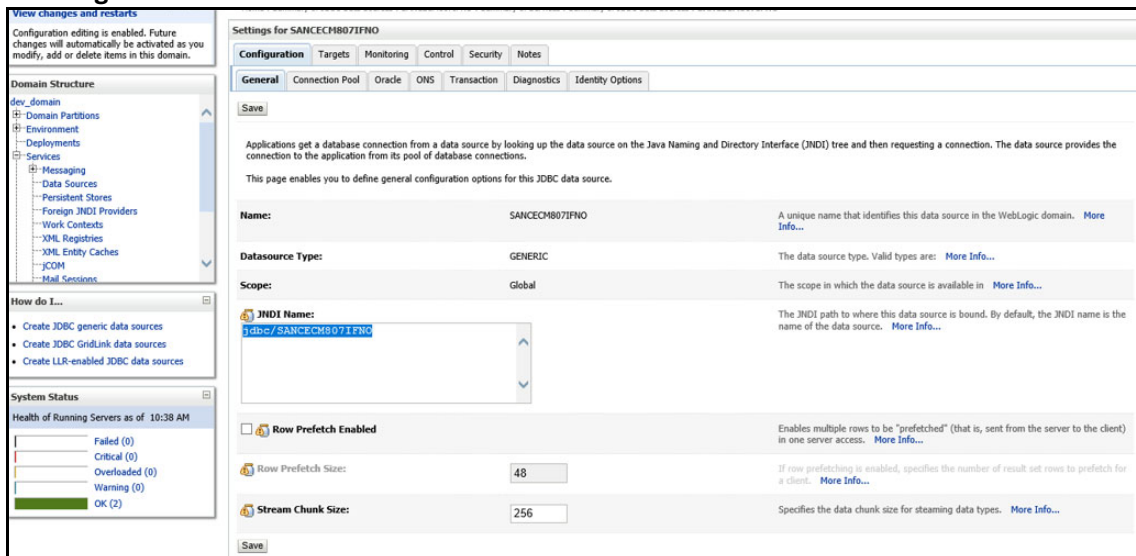 View changes and restarts
Configuration editing is enabled. Future
changes will automatically be activated as you
modify, add or delete items in this domain.
Domain Structure
dev_domain
Domain Partitions
Environment
Deployments
Services
Messaging
Data Sources
Persistent Stores
Foreign JNDI Providers
Work Contexts
XML Registries
XML Entity Caches
jCOM
Mail Sessions
How do I...
Create JDBC generic data sources
Create JDBC GridLink data sources
Create LLR-enabled JDBC data sources
System Status
Health of Running Servers as of 10:38 AM
Failed (0)
Critical (0)
Overloaded (0)
Warning (0)
OK (2)
Settings for SANCECM807IFNO
Configuration Targets Monitoring Control Security Notes
General Connection Pool Oracle ONS Transaction Diagnostics Identity Options
Save
Applications get a database connection from a data source by looking up the data source on the Java Naming and Directory Interface (JNDI) tree and then requesting a connection. The data source provides the
connection to the application from its pool of database connections.
This page enables you to define general configuration options for this JDBC data source.
Name: SANCECM807IFNO A unique name that identifies this data source in the WebLogic domain. More
Info...
Datasource Type: GENERIC The data source type. Valid types are: More Info...
Scope: Global The scope in which the data source is available in More Info...
JNDI Name: The JNDI path to where this data source is bound. By default, the JNDI name is the
jdbc/SANCECM807IFNO name of the data source. More Info...
Row Prefetch Enabled Enables multiple rows to be "prefetched" (that is, sent from the server to the client)
in one server access. More Info...
Row Prefetch Size: 48 If row prefetching is enabled, specifies the number of result set rows to prefetch for
a client. More Info...
Stream Chunk Size: 256 Specifies the data chunk size for steaming data types. More Info...
Save